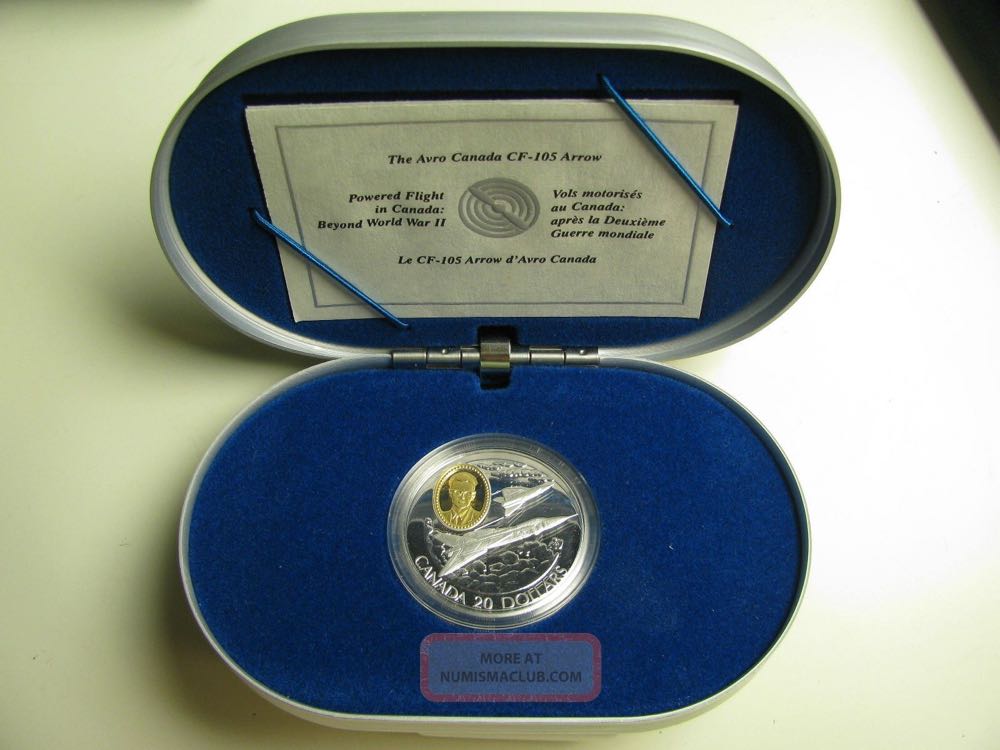 The Avro Canada CF-105 Arrow
Powered Flight
in Canada:
Beyond World War II
Vols motorisés
au Canada:
après la Deuxième
Guerre mondiale
Le CF-105 Arrow d'Avro Canada
CANADA 20 DOLLARS
MORE AT
NUMISMACLUB.COM